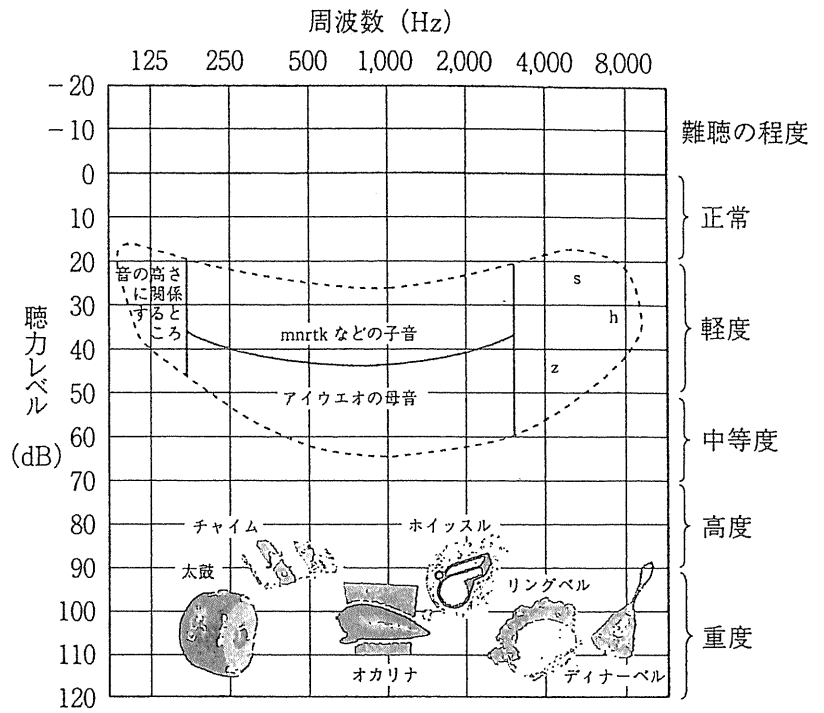 周波数 (Hz)
125 250 500 1,000 2,000 4,000 8,000
-20
-10
0
10
20
30
40
50
60
70
80
90
100
110
120
聴力レベル
(dB)
難聴の程度
正常
軽度
中等度
高度
重度
音の高さ
に関係
すると
ころ
mnrtk などの子音
アイウエオの母音
s
h
z
チャイム
ホイッスル
太鼓
リングベル
オカリナ
ディナーベル